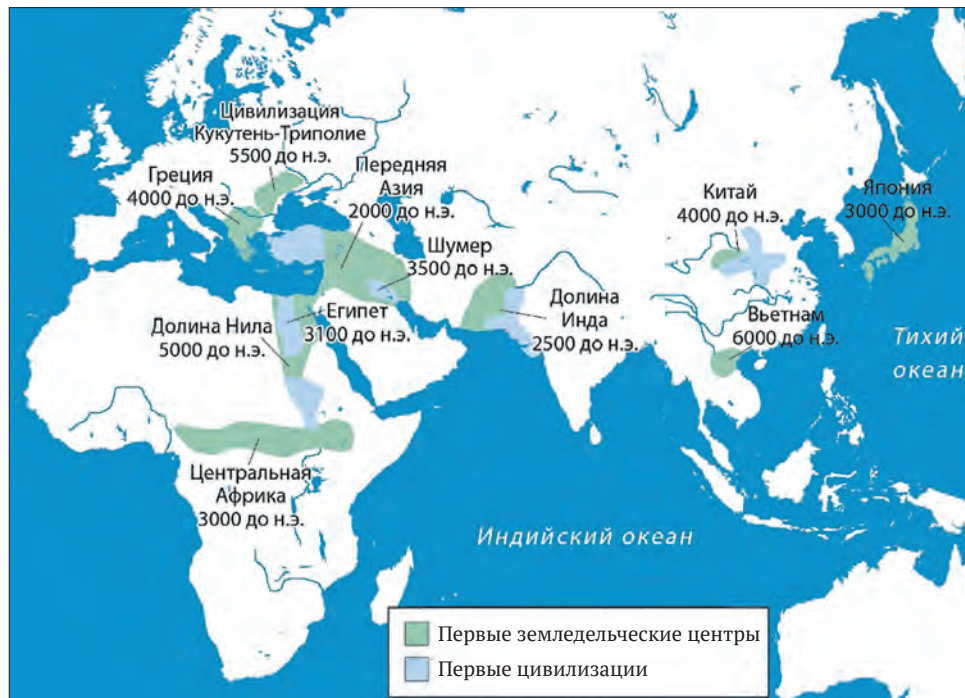 Цивилизация
Кукутень-Триполие
5500 до н.э.
Греция
4000 до н.э.
Передняя
Азия
2000 до н.э.
Шумер
3500 до н.э.
Китай
4000 до н.э.
Япония
3000 до н.э.
Долина Нила
5000 до н.э.
Египет
3100 до н.э.
Долина
Инда
2500 до н.э.
Вьетнам
6000 до н.э.
Тихий
океан
Центральная
Африка
3000 до н.э.
Индийский океан
Первые земледельческие центры
Первые цивилизации